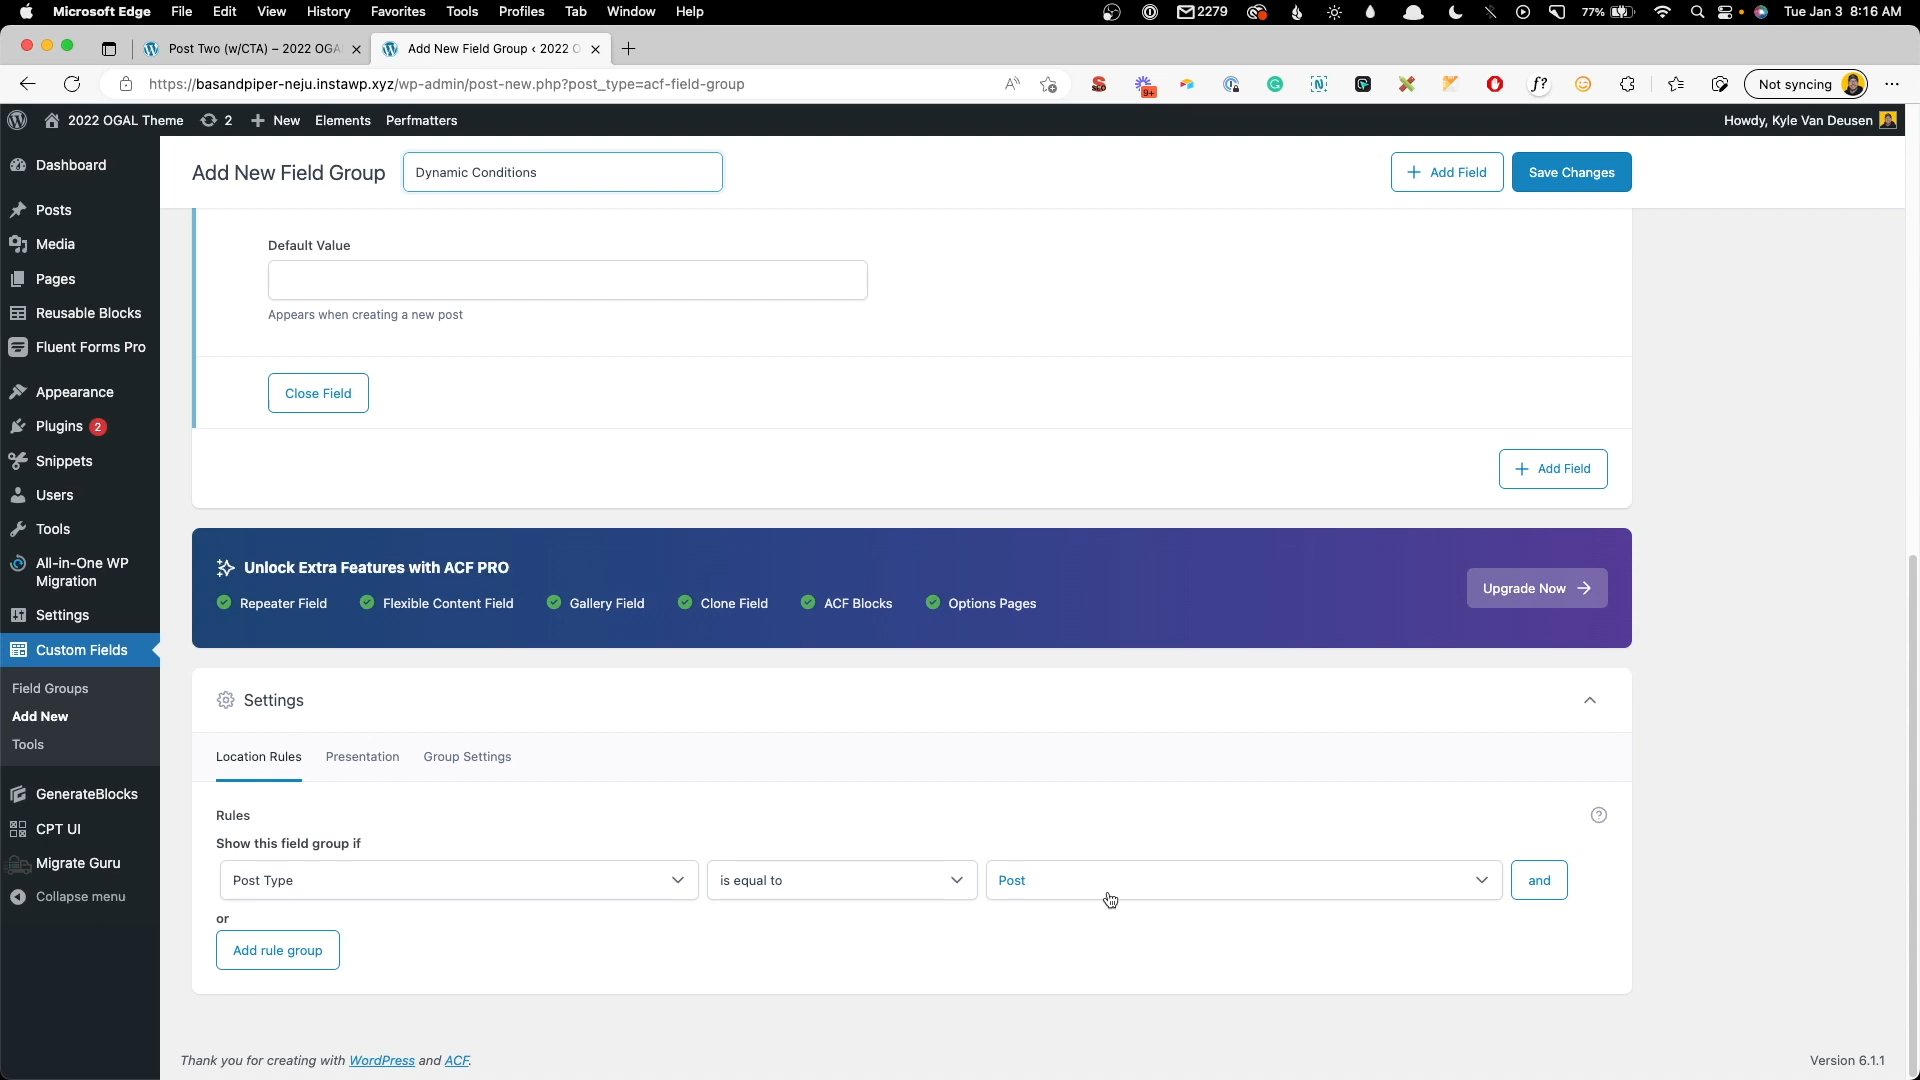 Microsoft Edge File Edit View History Favorites Tools Profiles Tab Window Help 2279 77% Tue Jan 3 8:16 AM
Post Two (w/CTA) – 2022 OGA
Add New Field Group ‹ 2022 O
https://basandpiper-neju.instawp.xyz/wp-admin/post-new.php?post_type=acf-field-group
9+
Not syncing
2022 OGAL Theme 2 New Elements Perfmatters
Howdy, Kyle Van Deusen
Dashboard
Posts
Media
Pages
Reusable Blocks
Fluent Forms Pro
Appearance
Plugins 2
Snippets
Users
Tools
All-in-One WP
Migration
Settings
Custom Fields
Field Groups
Add New
Tools
GenerateBlocks
CPT UI
Migrate Guru
Collapse menu
Add New Field Group
Dynamic Conditions
Add Field
Save Changes
Default Value
Appears when creating a new post
Close Field
Add Field
Unlock Extra Features with ACF PRO
Repeater Field Flexible Content Field Gallery Field Clone Field ACF Blocks Options Pages
Upgrade Now
Settings
Location Rules Presentation Group Settings
Rules
Show this field group if
Post Type is equal to Post and
or
Add rule group
Thank you for creating with WordPress and ACF.
Version 6.1.1